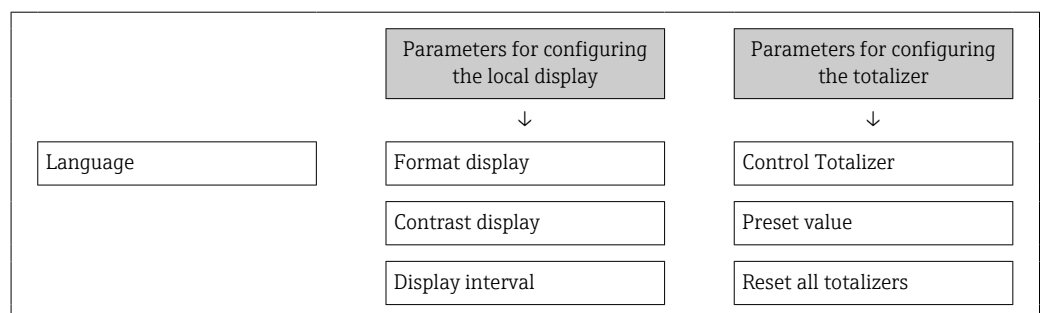 Parameters for configuring
the local display
Parameters for configuring
the totalizer
↓
↓
Language
Format display
Control Totalizer
Contrast display
Preset value
Display interval
Reset all totalizers